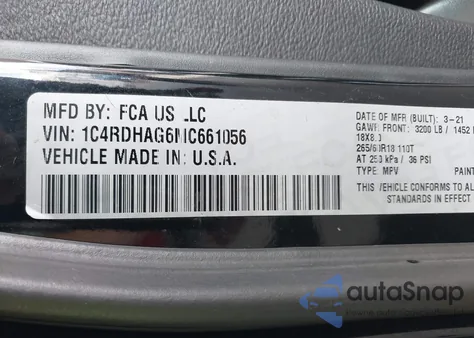 MFD BY: FCA US LLC
VIN: 1C4RDHAG6MC661056
VEHICLE MADE IN U.S.A.
DATE OF MFR (BUILT): 3-21
GAWR FRONT: 3200 LB / 1452
18X8.0
265/60R18 110T
AT 250 kPa / 36 PSI
TYPE: MPV PAINT
THIS VEHICLE CONFORMS TO AL
STANDARDS IN EFFECT
autoSnap